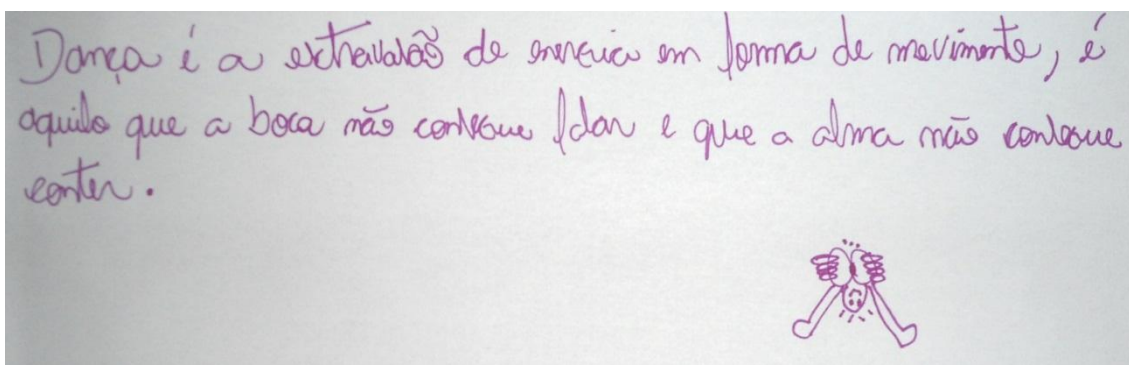 Dança é a extravasão de energia em forma de movimento, é
aquilo que a boca não consegue falar e que a alma não consegue
conter.